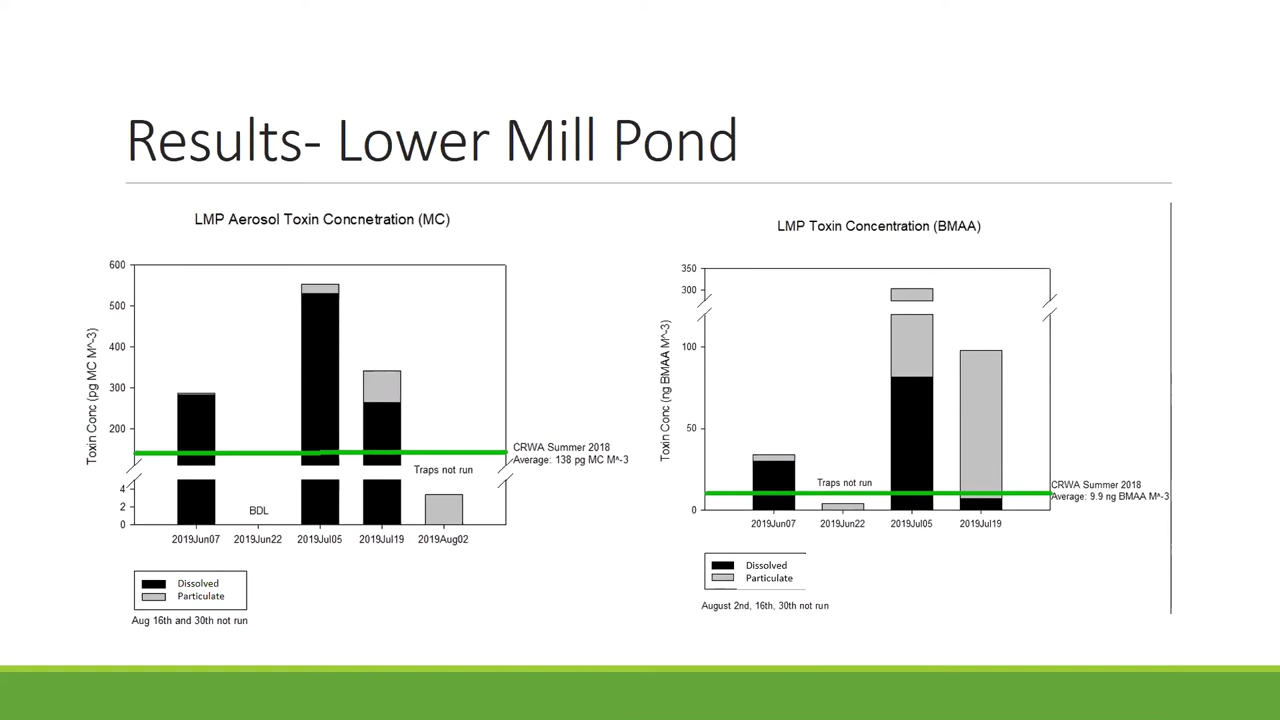 Results- Lower Mill Pond
LMP Aerosol Toxin Concnetration (MC)
Toxin Conc (pg MC M^-3)
600
500
400
300
200
4
2
0
CRWA Summer 2018
Average: 138 pg MC M^-3
Traps not run
BDL
2019Jun07
2019Jun22
2019Jul05
2019Jul19
2019Aug02
Dissolved
Particulate
Aug 16th and 30th not run
LMP Toxin Concentration (BMAA)
Toxin Conc (ng BMAA M^-3)
350
300
100
50
0
Traps not run
CRWA Summer 2018
Average: 9.9 ng BMAA M^-3
2019Jun07
2019Jun22
2019Jul05
2019Jul19
Dissolved
Particulate
August 2nd, 16th, 30th not run